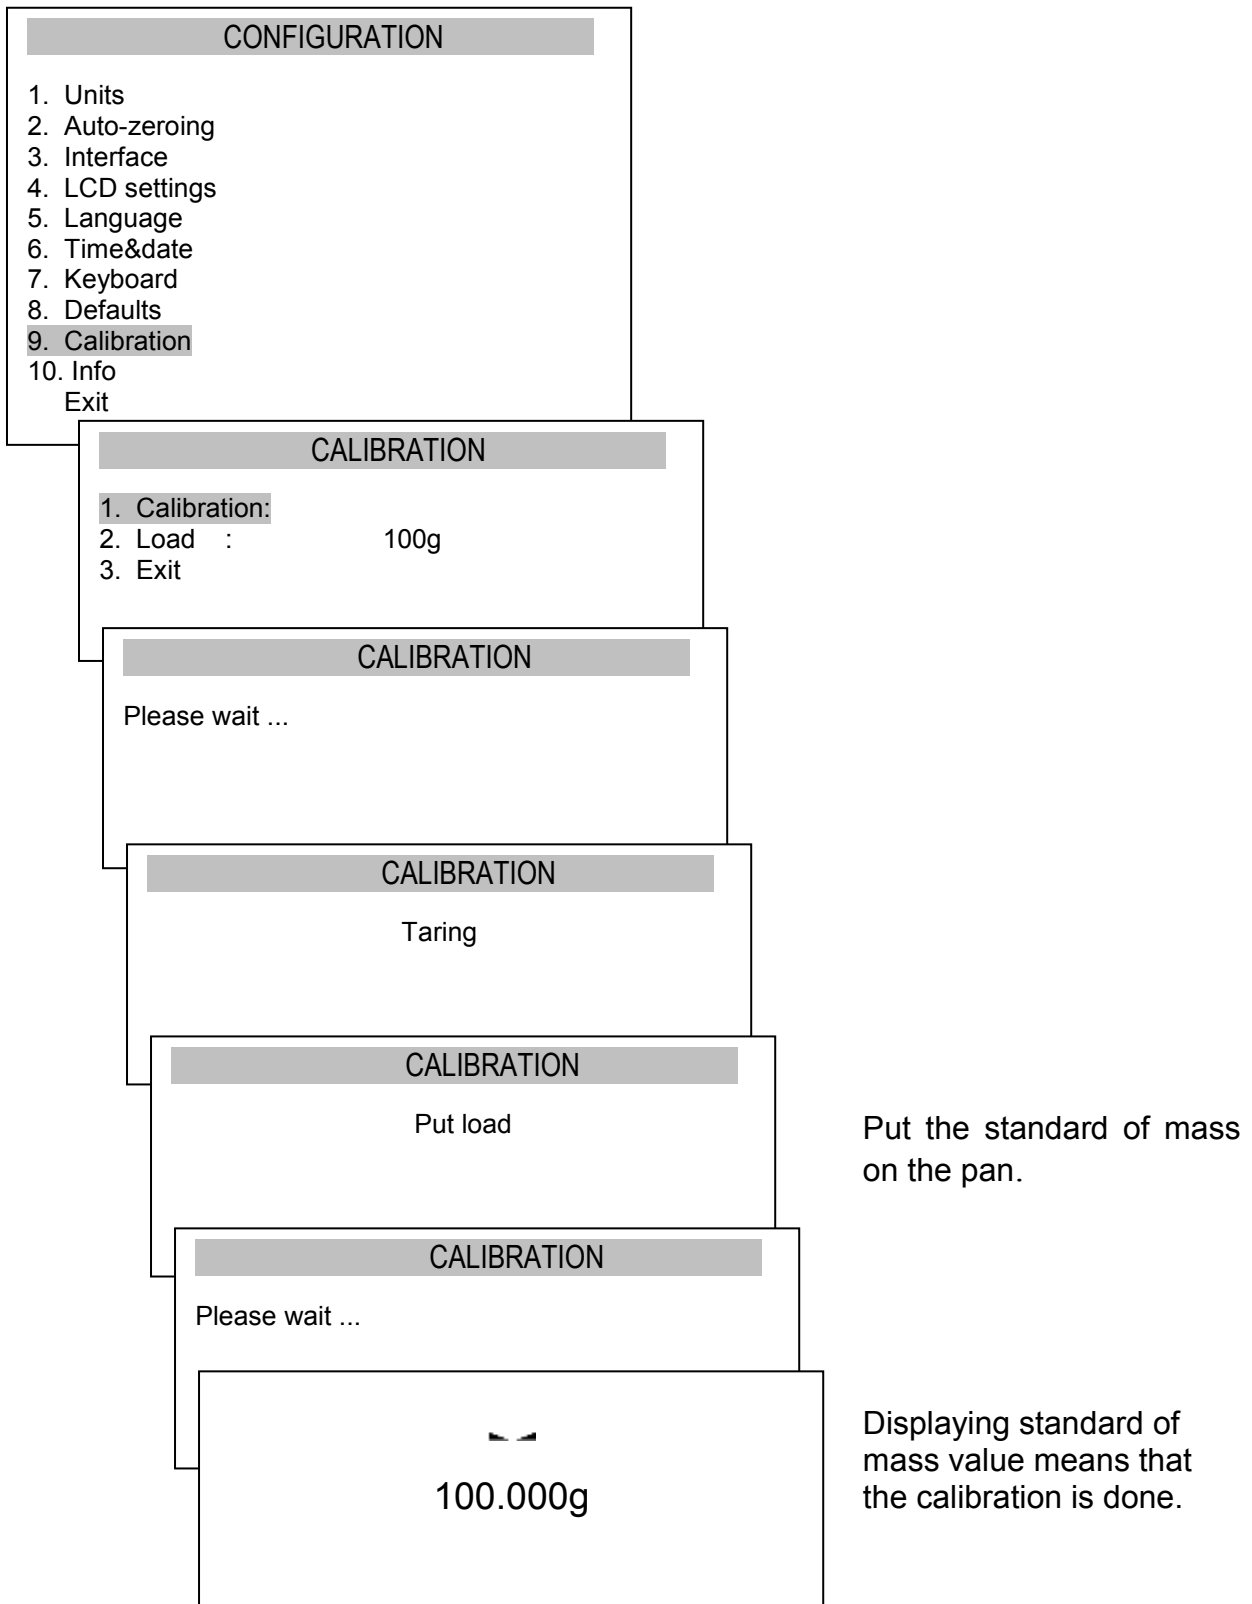 CONFIGURATION
1. Units
2. Auto-zeroing
3. Interface
4. LCD settings
5. Language
6. Time&date
7. Keyboard
8. Defaults
9. Calibration
10. Info
Exit
CALIBRATION
1. Calibration:
2. Load : 100g
3. Exit
CALIBRATION
Please wait ...
CALIBRATION
Taring
CALIBRATION
Put load
Put the standard of mass
on the pan.
CALIBRATION
Please wait ...
100.000g
Displaying standard of
mass value means that
the calibration is done.